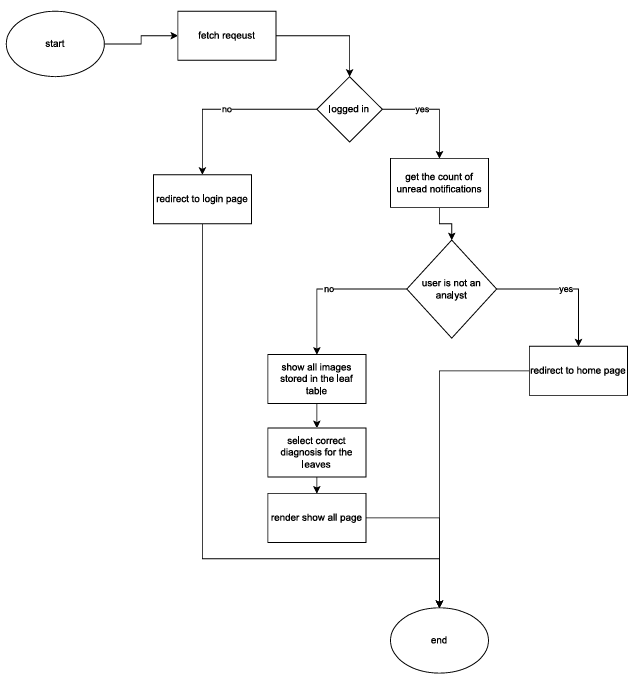 start
fetch reqeust
logged in
no
yes
get the count of
unread notifications
redirect to login page
user is not an
analyst
no
yes
show all images
stored in the leaf
table
redirect to home page
select correct
diagnosis for the
leaves
render show all page
end